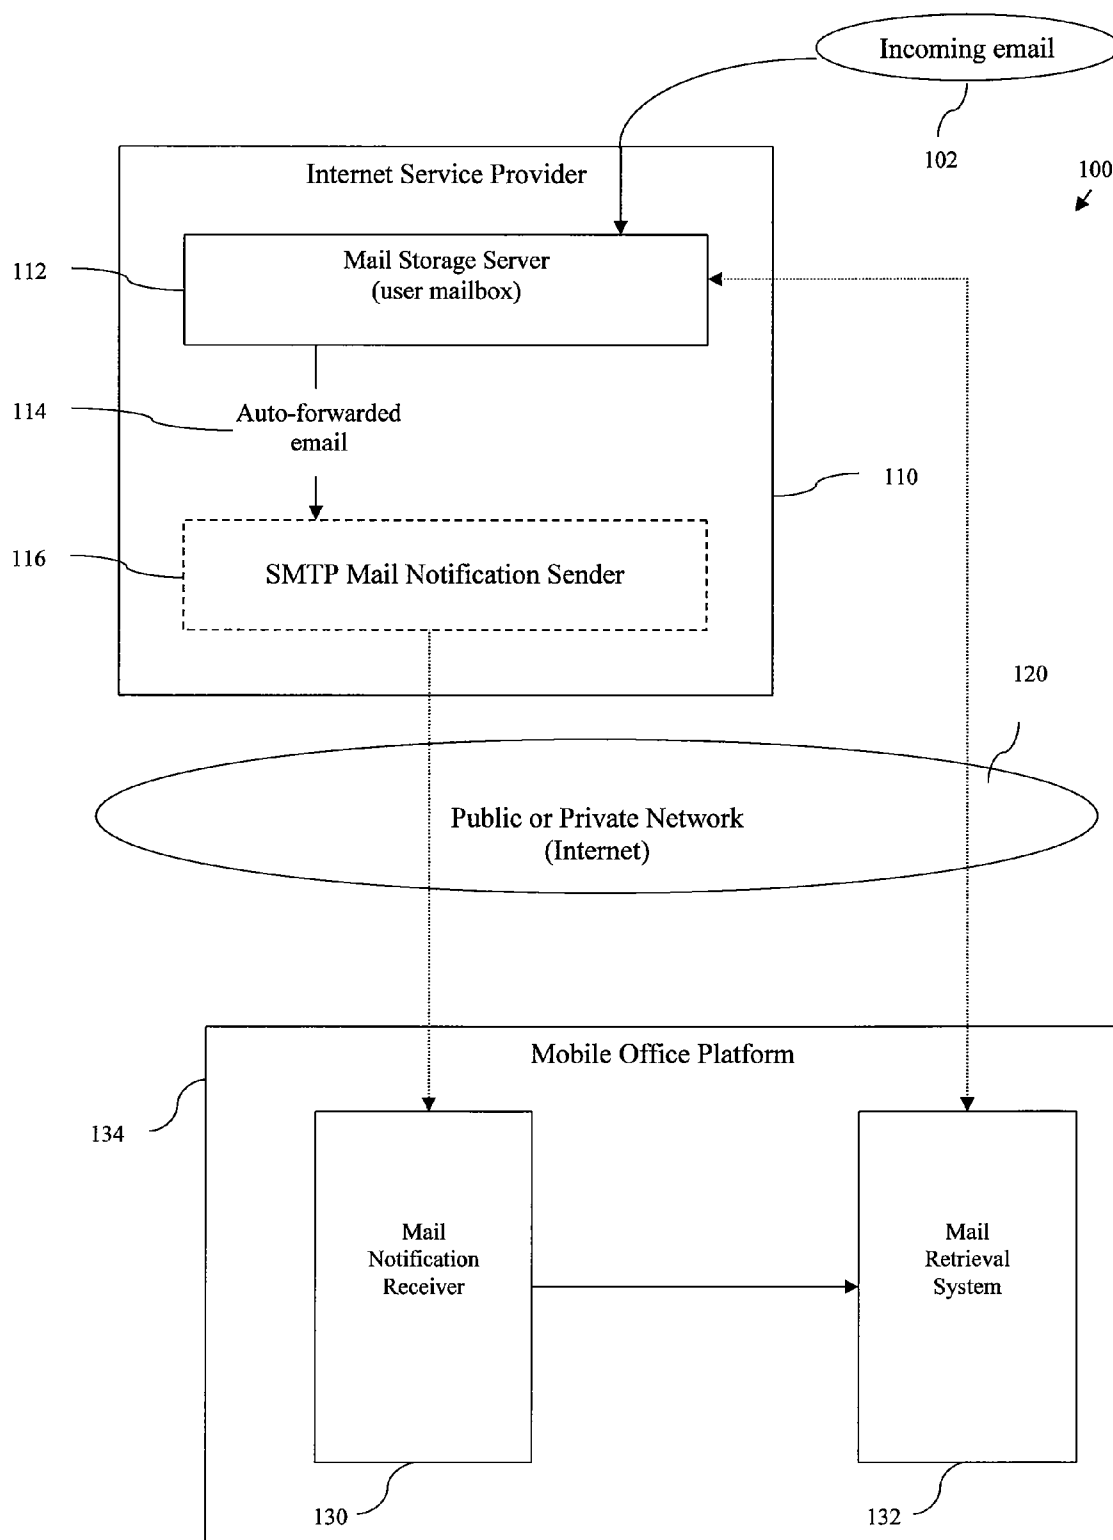 Incoming email
102
100
Internet Service Provider
112
Mail Storage Server
(user mailbox)
114
Auto-forwarded
email
110
116
SMTP Mail Notification Sender
120
Public or Private Network
(Internet)
Mobile Office Platform
134
Mail
Notification
Receiver
Mail
Retrieval
System
130
132